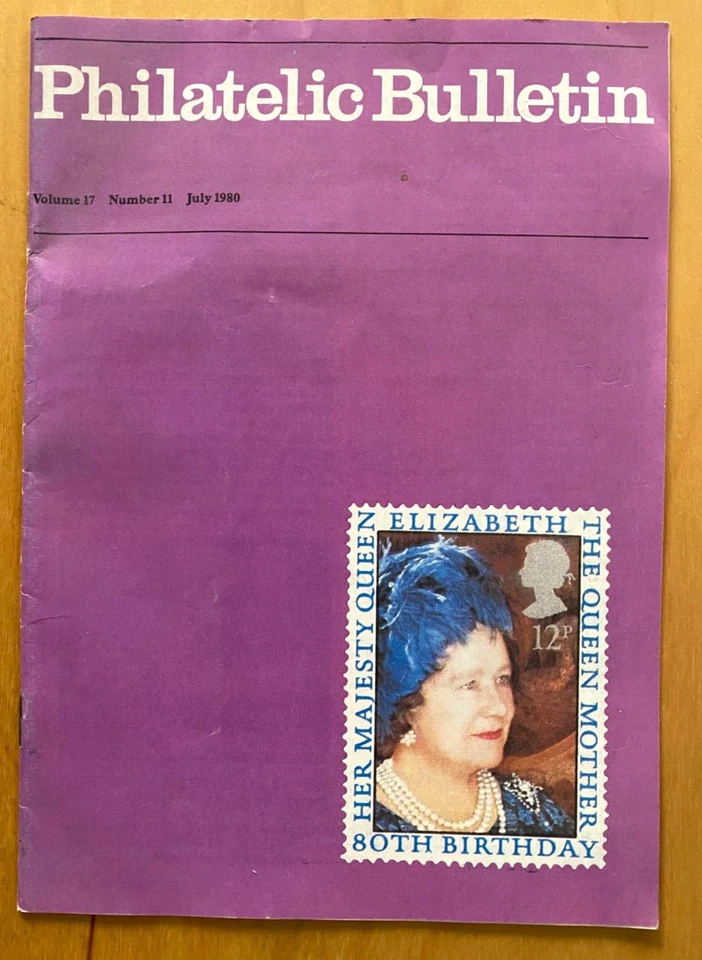 Philatelic Bulletin
Volume 17 Number 11 July 1980
HER MAJESTY QUEEN
ELIZABETH
THE QUEEN MOTHER
12P
80TH BIRTHDAY